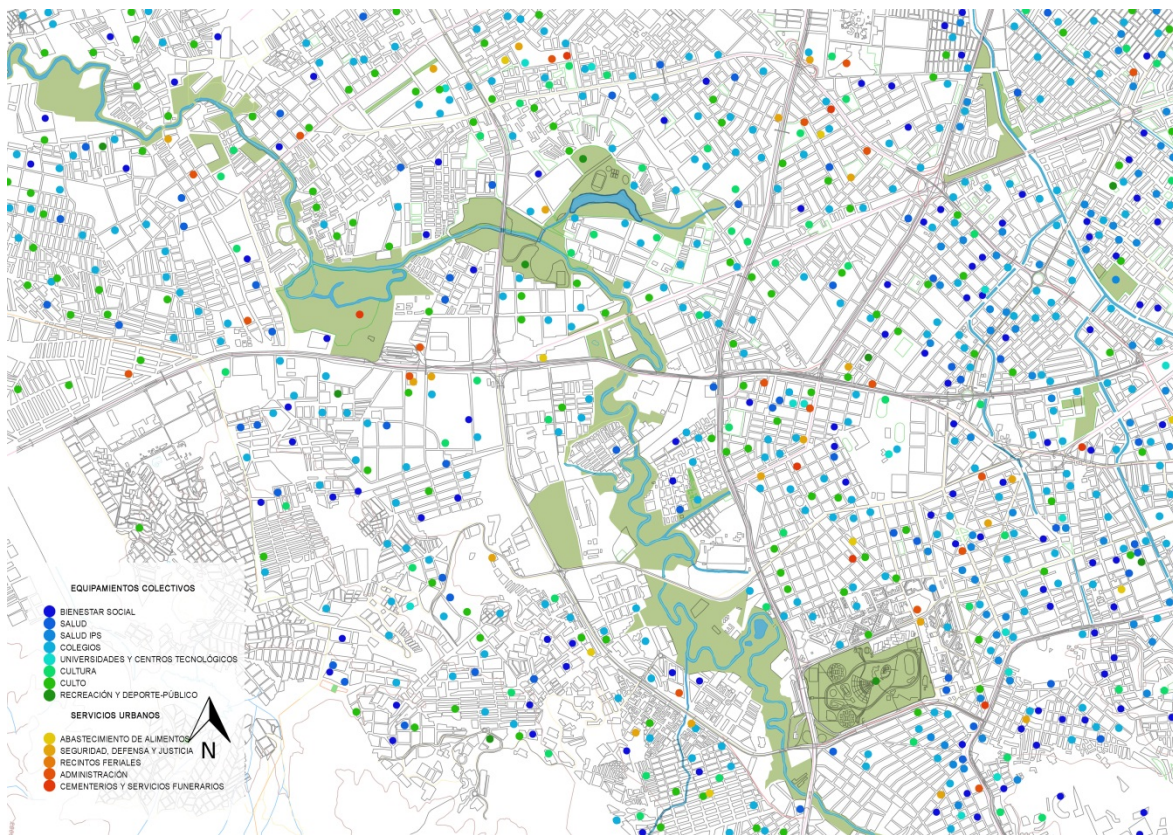 EQUIPAMIENTOS COLECTIVOS
BIENESTAR SOCIAL
SALUD
SALUD IPS
COLEGIOS
UNIVERSIDADES Y CENTROS TECNOLÓGICOS
CULTURA
CULTO
RECREACIÓN Y DEPORTE-PÚBLICO
SERVICIOS URBANOS
ABASTECIMIENTO DE ALIMENTOS
SEGURIDAD, DEFENSA Y JUSTICIA
RECINTOS FERIALES
ADMINISTRACIÓN
CEMENTERIOS Y SERVICIOS FUNERARIOS
N